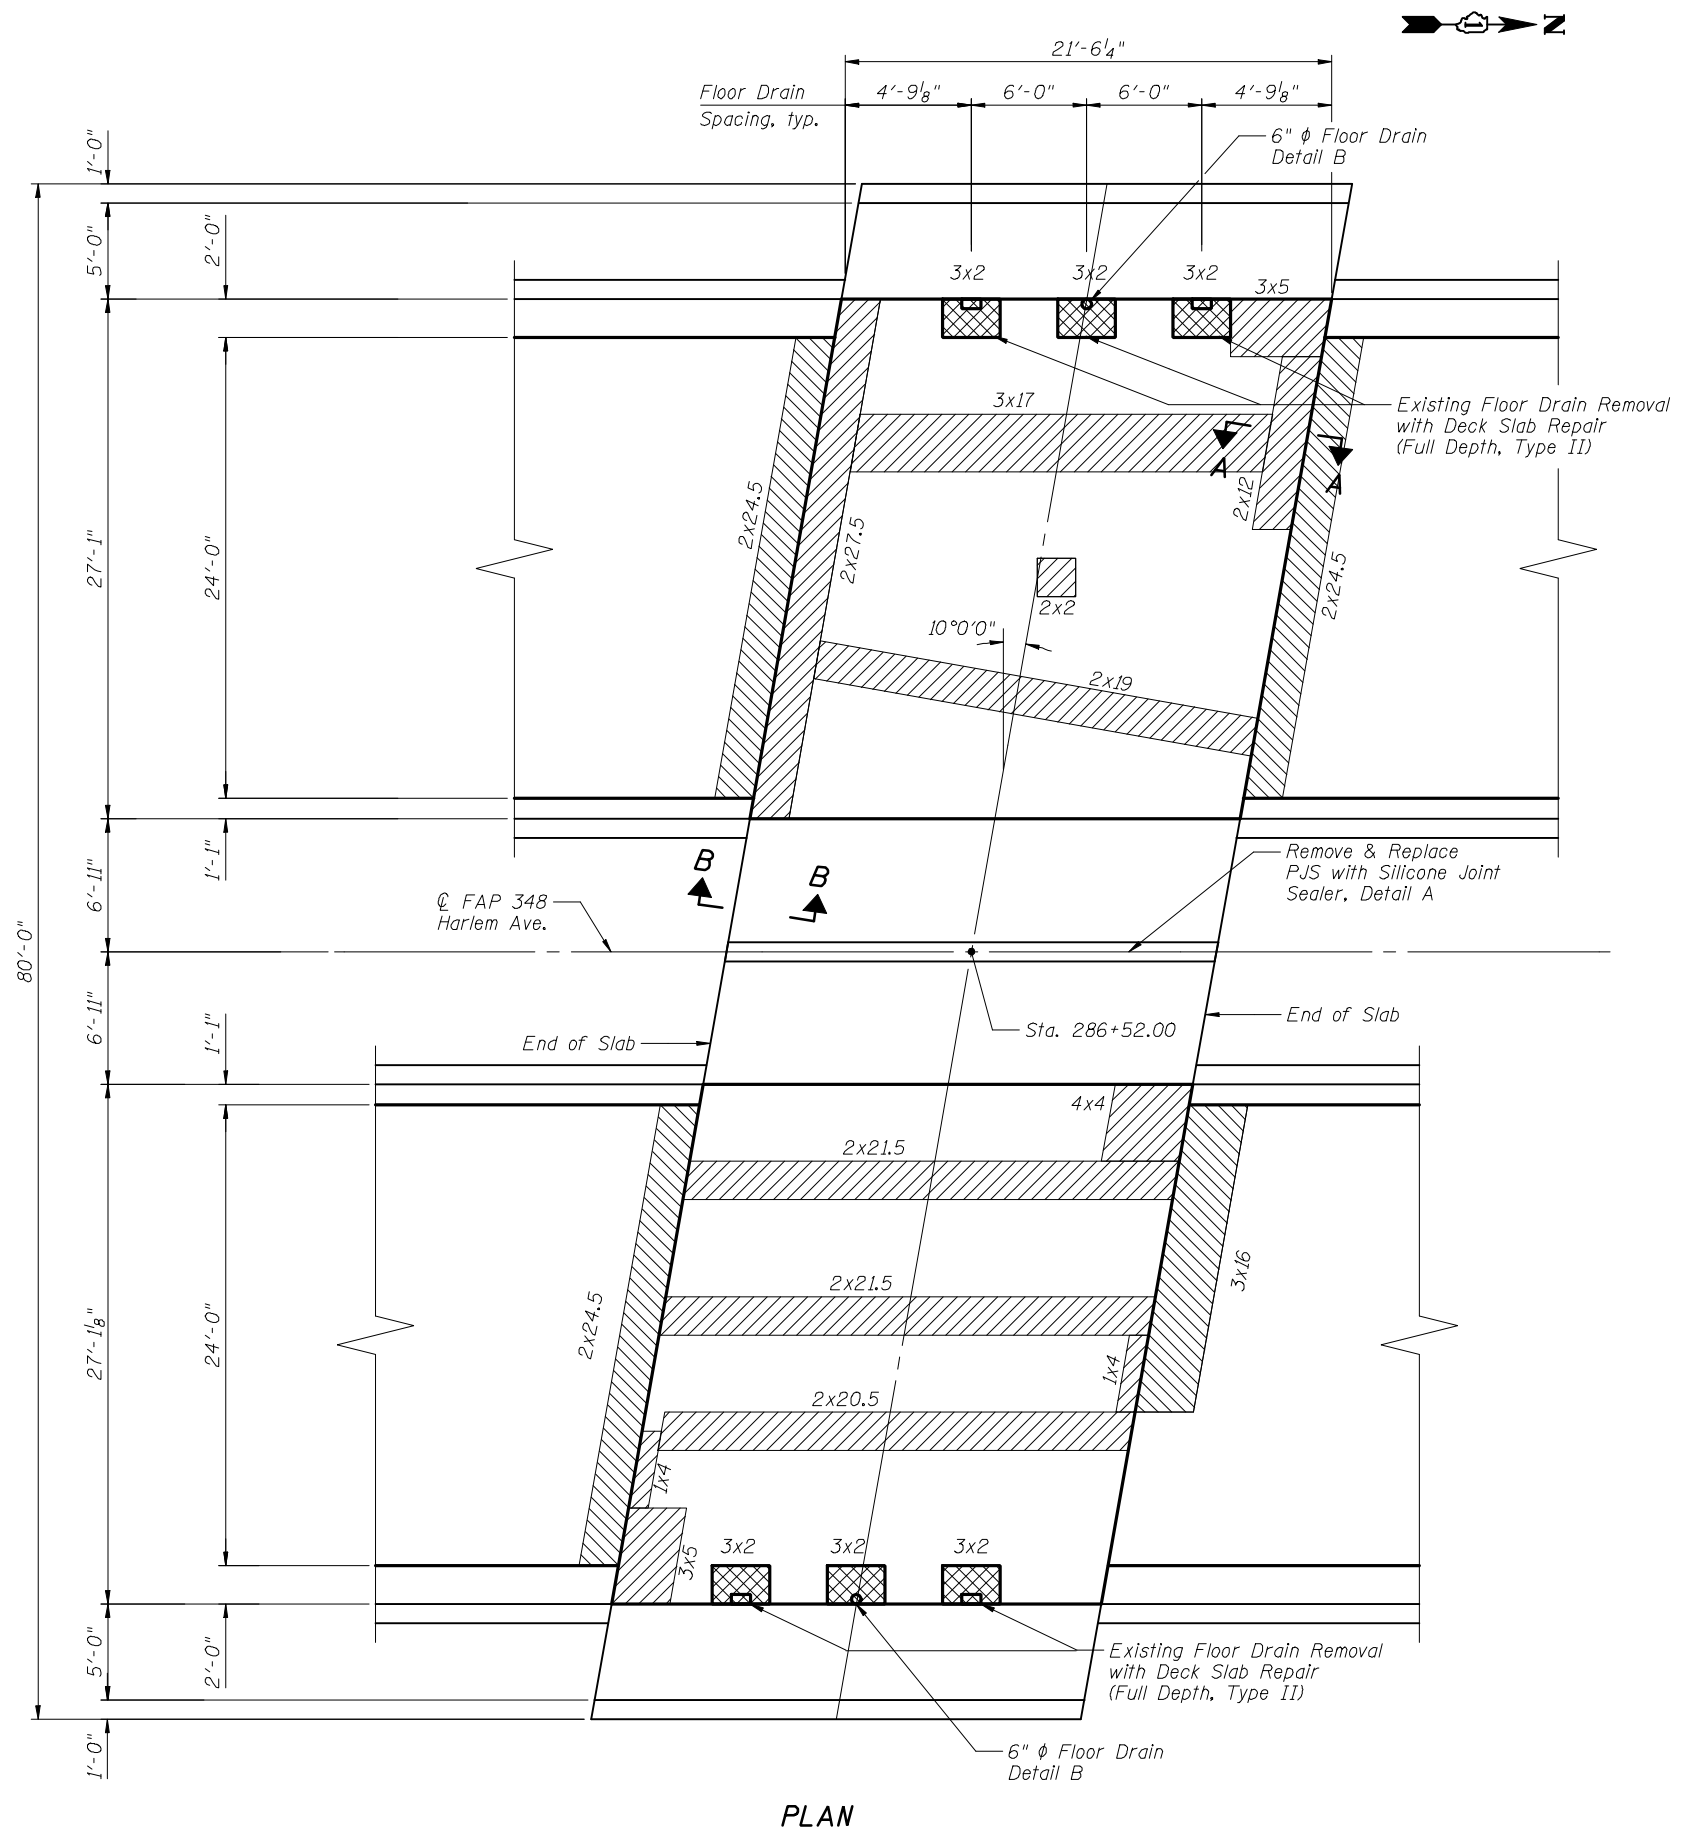 N
21'-6¼"
Floor Drain
Spacing, typ.
4'-9⅛"
6'-0"
6'-0"
4'-9⅛"
6" ϕ Floor Drain
Detail B
1'-0"
5'-0"
2'-0"
3x2
3x2
3x2
3x5
3x17
Existing Floor Drain Removal
with Deck Slab Repair
(Full Depth, Type II)
A
A
2x12
2x24.5
2x27.5
27'-1"
24'-0"
2x24.5
2x2
10°0'0"
2x19
1'-1"
6'-11"
B
B
Remove & Replace
PJS with Silicone Joint
Sealer, Detail A
℄ FAP 348
Harlem Ave.
80'-0"
6'-11"
1'-1"
Sta. 286+52.00
End of Slab
End of Slab
4x4
2x21.5
3x16
2x21.5
2x24.5
27'-1⅛"
24'-0"
1x4
2x20.5
1x4
3x5
3x2
3x2
3x2
5'-0"
2'-0"
Existing Floor Drain Removal
with Deck Slab Repair
(Full Depth, Type II)
1'-0"
6" ϕ Floor Drain
Detail B
PLAN